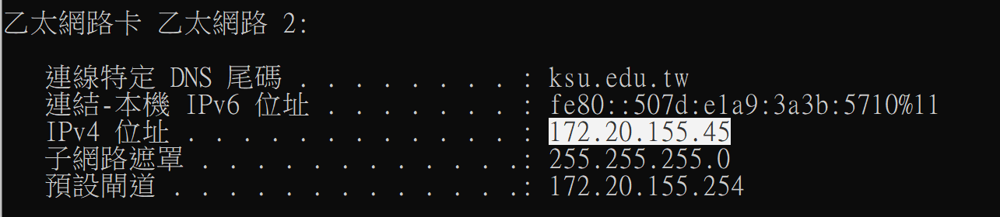 乙太網路卡 乙太網路 2:
連線特定 DNS 尾碼 . . . . . . . . : ksu.edu.tw
連結-本機 IPv6 位址 . . . . . . . : fe80::507d:e1a9:3a3b:5710%11
IPv4 位址 . . . . . . . . . . . . : 172.20.155.45
子網路遮罩 . . . . . . . . . . . .: 255.255.255.0
預設閘道 . . . . . . . . . . . . .: 172.20.155.254